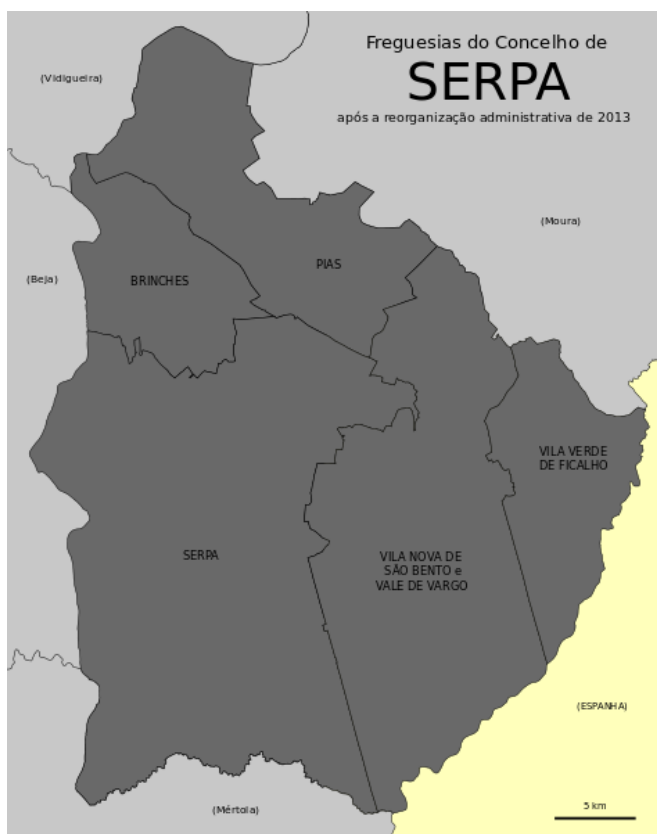 Freguesias do Concelho de
SERPA
após a reorganização administrativa de 2013
(Vidigueira)
(Moura)
PIAS
(Beja)
BRINCHES
VILA VERDE
DE FICALHO
SERPA
VILA NOVA DE
SÃO BENTO e
VALE DE VARGO
(ESPANHA)
(Mértola)
5 km